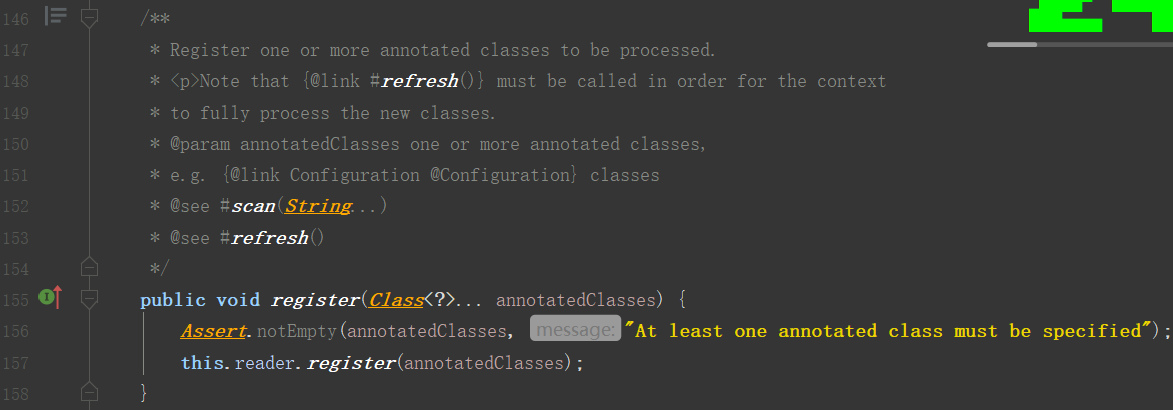 146 /**
147 * Register one or more annotated classes to be processed.
148 * <p>Note that {@link #refresh()} must be called in order for the context
149 * to fully process the new classes.
150 * @param annotatedClasses one or more annotated classes,
151 * e.g. {@link Configuration @Configuration} classes
152 * @see #scan(String...)
153 * @see #refresh()
154 */
155 public void register(Class<?>... annotatedClasses) {
156 Assert.notEmpty(annotatedClasses, message: "At least one annotated class must be specified");
157 this.reader.register(annotatedClasses);
158 }